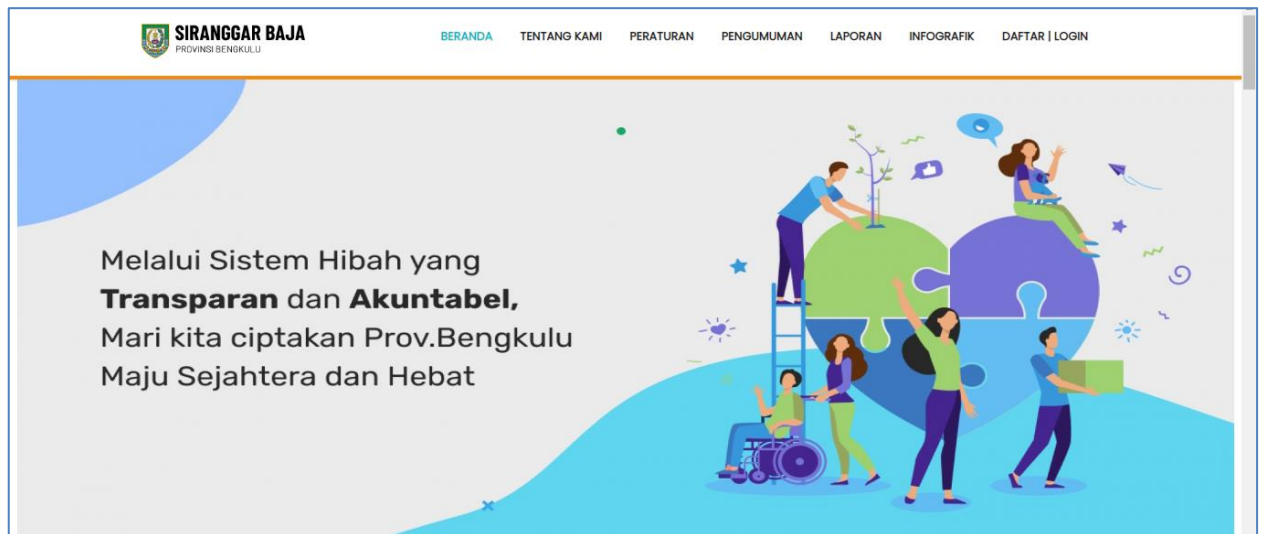 SIRANGGAR BAJA
PROVINSI BENGKULU
BERANDA TENTANG KAMI PERATURAN PENGUMUMAN LAPORAN INFOGRAFIK DAFTAR | LOGIN
Melalui Sistem Hibah yang
Transparan dan Akuntabel,
Mari kita ciptakan Prov.Bengkulu
Maju Sejahtera dan Hebat